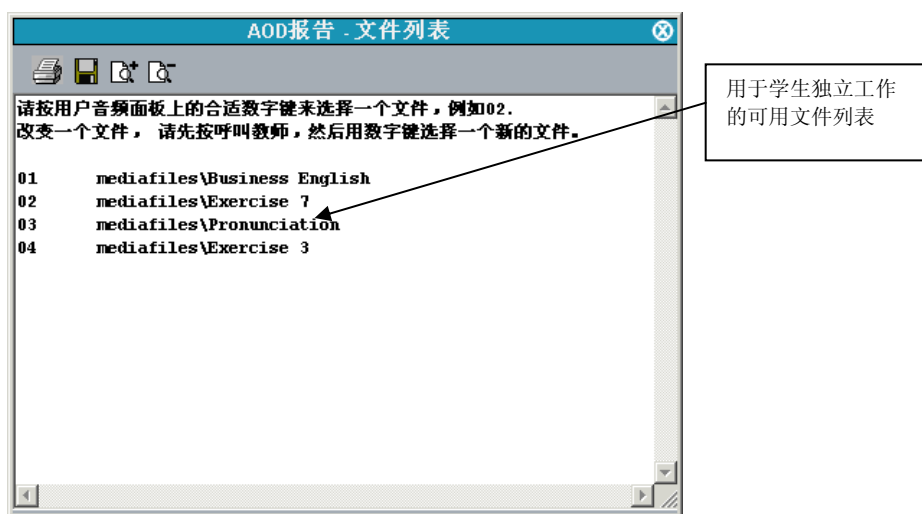 AOD报告 - 文件列表
请按用户音频面板上的合适数字键来选择一个文件，例如02.
改变一个文件， 请先按呼叫教师，然后用数字键选择一个新的文件。
01 mediafiles\Business English
02 mediafiles\Exercise 7
03 mediafiles\Pronunciation
04 mediafiles\Exercise 3
用于学生独立工作
的可用文件列表